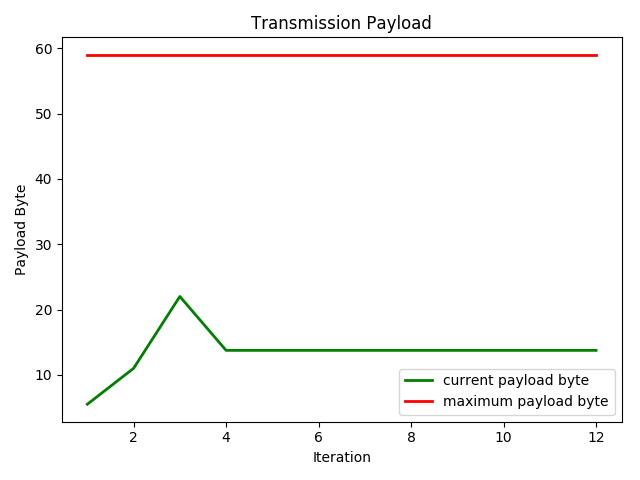 Transmission Payload
60
50
40
30
20
10
Payload Byte
current payload byte
maximum payload byte
2 4 6 8 10 12
Iteration